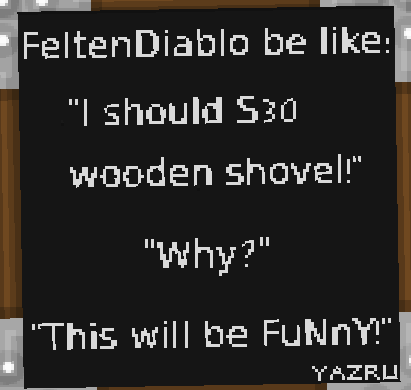 FeltenDiablo be like:
"I should S30
wooden shovel!"
"Why?"
"This will be FuNnY!"
YAZRU